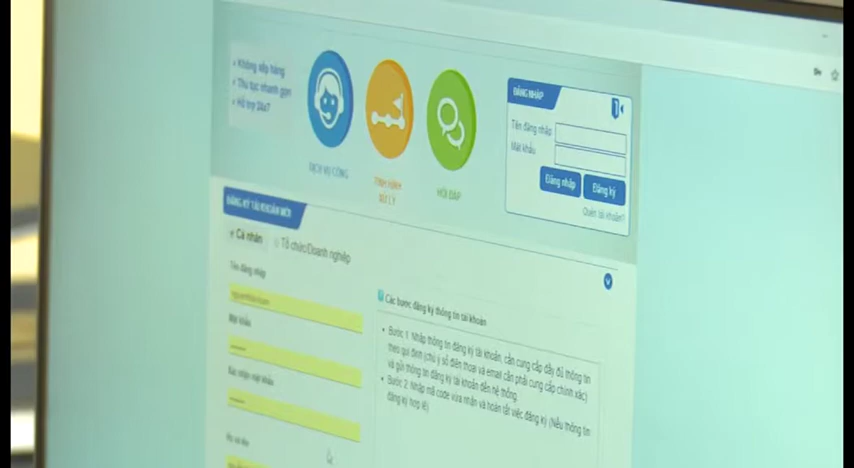 Không xếp hàng
Thủ tục nhanh gọn
Hỗ trợ 24x7
DỊCH VỤ CÔNG
TÌNH HÌNH
XỬ LÝ
HỎI ĐÁP
ĐĂNG NHẬP
Tên đăng nhập
Mật khẩu
Đăng nhập
Đăng ký
Quên tài khoản?
ĐĂNG KÝ TÀI KHOẢN MỚI
Cá nhân
Tổ chức/Doanh nghiệp
Tên đăng nhập
Mật khẩu
Xác nhận mật khẩu
Các bước đăng ký thông tin tài khoản
Bước 1: Nhập thông tin đăng ký tài khoản, cần cung cấp đầy đủ thông tin
theo qui định (chú ý số điện thoại và email cần phải cung cấp chính xác)
và gửi thông tin đăng ký tài khoản đến hệ thống.
Bước 2: Nhập mã code vừa nhận và hoàn tất việc đăng ký (Nếu thông tin
đăng ký hợp lệ)